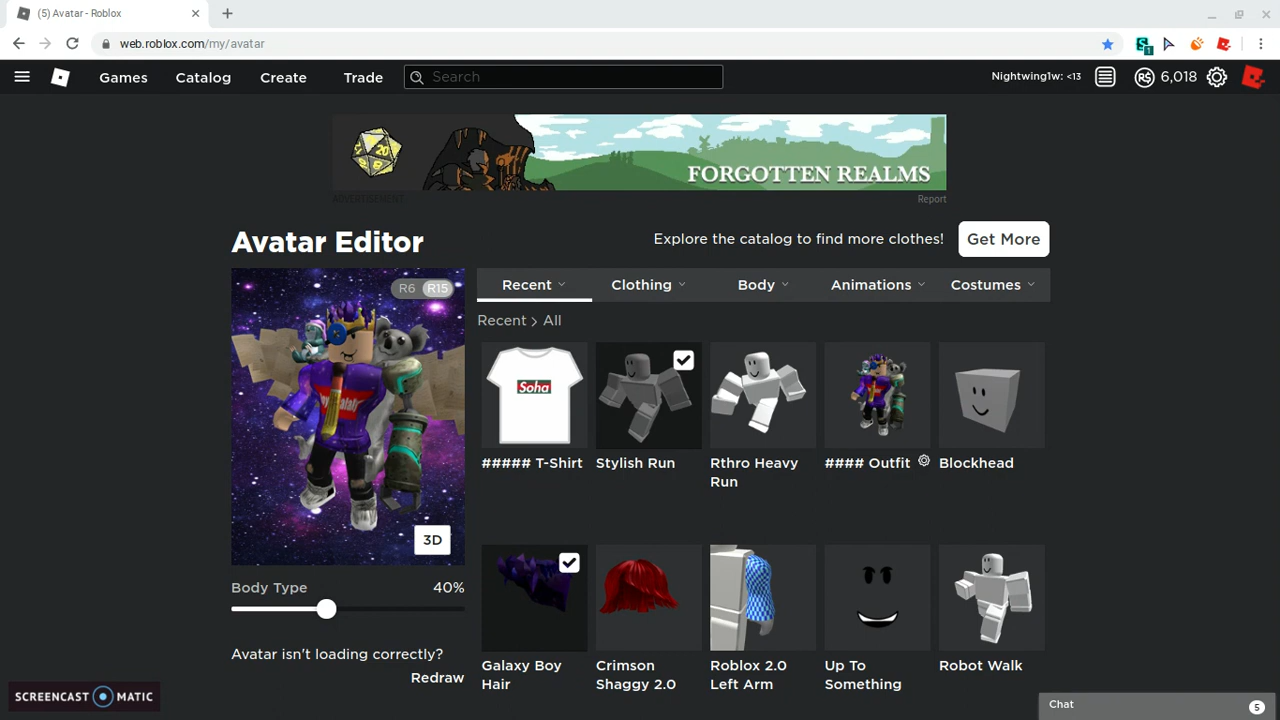 (5) Avatar - Roblox
web.roblox.com/my/avatar
1
Games Catalog Create Trade Search Nightwing1w: <13 R$ 6,018
20
FORGOTTEN REALMS
ADVERTISEMENT Report
Avatar Editor Explore the catalog to find more clothes! Get More
R6 R15
Recent Clothing Body Animations Costumes
Recent > All
Soha
##### T-Shirt Stylish Run Rthro Heavy Run #### Outfit Blockhead
3D
Body Type 40%
Galaxy Boy Hair Crimson Shaggy 2.0 Roblox 2.0 Left Arm Up To Something Robot Walk
Avatar isn't loading correctly?
Redraw
SCREENCAST MATIC
Chat 5